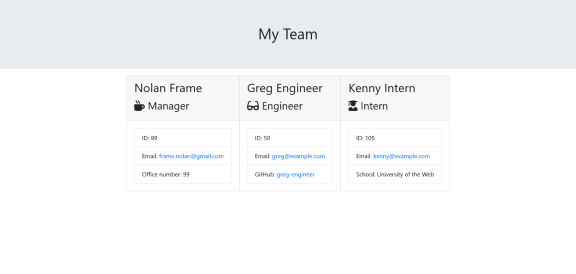 My Team
Nolan Frame
Manager
ID: 99
Email: frame.nolan@gmail.com
Office number: 99
Greg Engineer
Engineer
ID: 50
Email: greg@example.com
GitHub: greg-engineer
Kenny Intern
Intern
ID: 105
Email: kenny@example.com
School: University of the Web